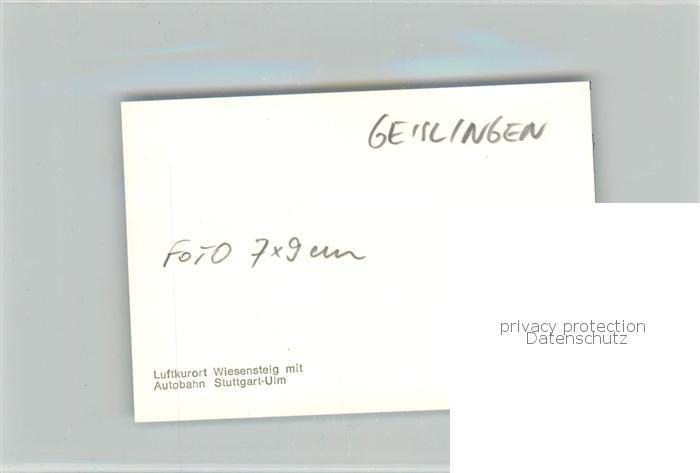 GEISLINGEN
FOTO 7x9 cm
privacy protection
Datenschutz
Luftkurort Wiesensteig mit
Autobahn Stuttgart-Ulm